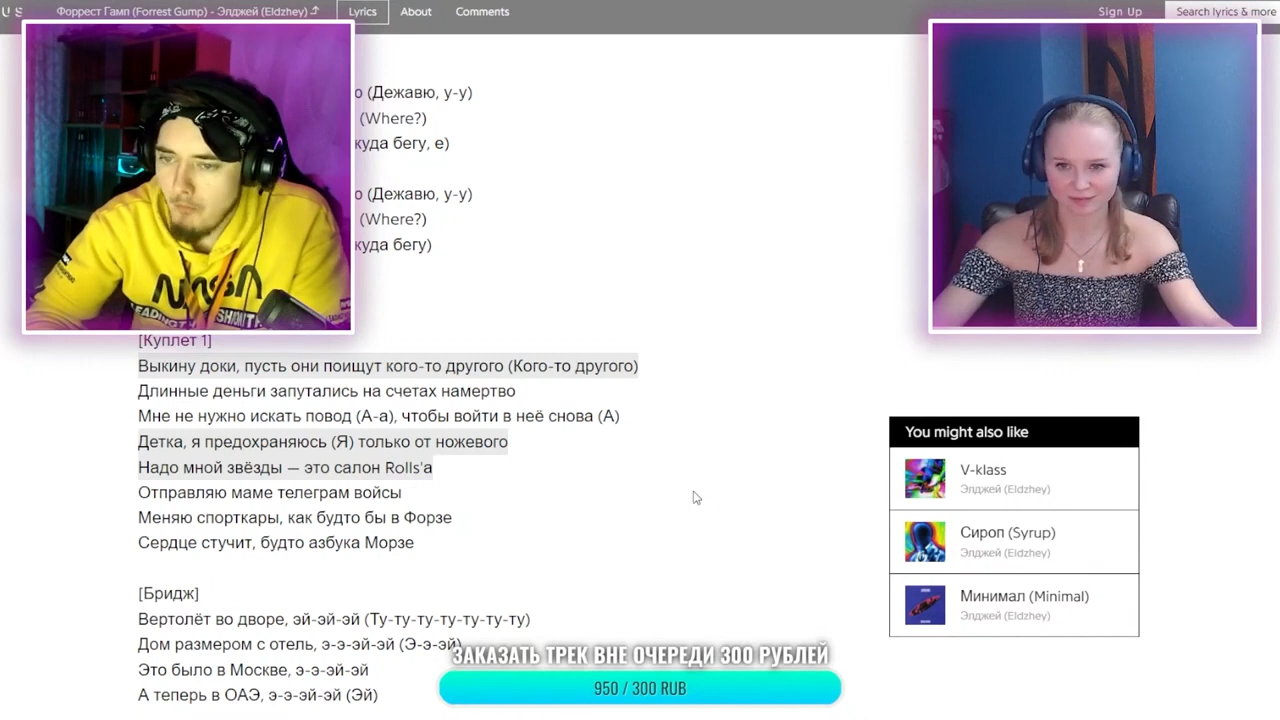 U S
Форрест Гамп (Forrest Gump) - Элджей (Eldzhey)
Lyrics
About
Comments
Sign Up
Search lyrics & more
(Дежавю, у-у)
(Where?)
куда бегу, е)
(Дежавю, у-у)
(Where?)
куда бегу)
NASA
[Куплет 1]
Выкину доки, пусть они поищут кого-то другого (Кого-то другого)
Длинные деньги запутались на счетах намертво
Мне не нужно искать повод (А-а), чтобы войти в неё снова (А)
Детка, я предохраняюсь (Я) только от ножевого
Надо мной звёзды — это салон Rolls'a
Отправляю маме телеграм войсы
Меняю спорткары, как будто бы в Форзе
Сердце стучит, будто азбука Морзе
[Бридж]
Вертолёт во дворе, эй-эй-эй (Ту-ту-ту-ту-ту-ту-ту)
Дом размером с отель, э-э-эй-эй (Э-э-эй)
Это было в Москве, э-э-эй-эй
А теперь в ОАЭ, э-э-эй-эй (Эй)
You might also like
V-klass
Элджей (Eldzhey)
Сироп (Syrup)
Элджей (Eldzhey)
Минимал (Minimal)
Элджей (Eldzhey)
ЗАКАЗАТЬ ТРЕК ВНЕ ОЧЕРЕДИ 300 РУБЛЕЙ
950 / 300 RUB